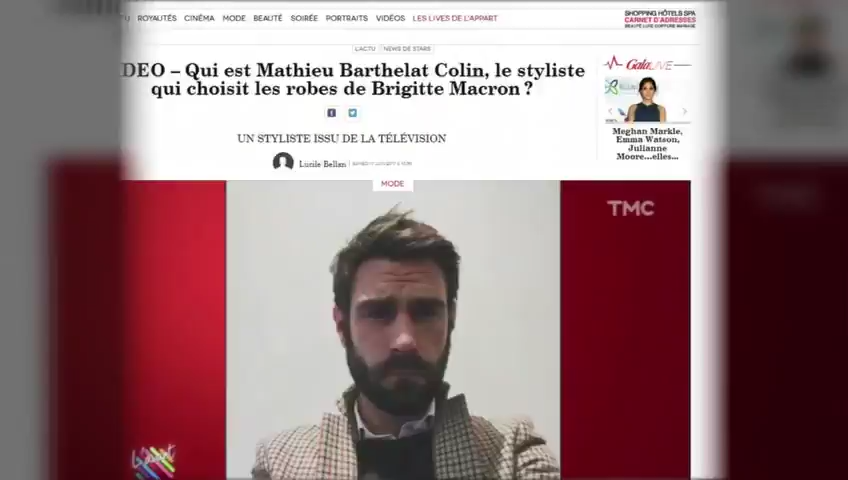 ROYALTÉS CINÉMA MODE BEAUTÉ SOIRÉE PORTRAITS VIDÉOS LES LIVES DE L'APPART
SHOPPING HÔTELS SPA
CARNET D'ADRESSES
L'ACTU NEWS DE STARS
DEO – Qui est Mathieu Barthelat Colin, le styliste
qui choisit les robes de Brigitte Macron ?
UN STYLISTE ISSU DE LA TÉLÉVISION
Lucile Bellan
MODE
Gala LIVE
Meghan Markle,
Emma Watson,
Julianne
Moore...elles...
TMC